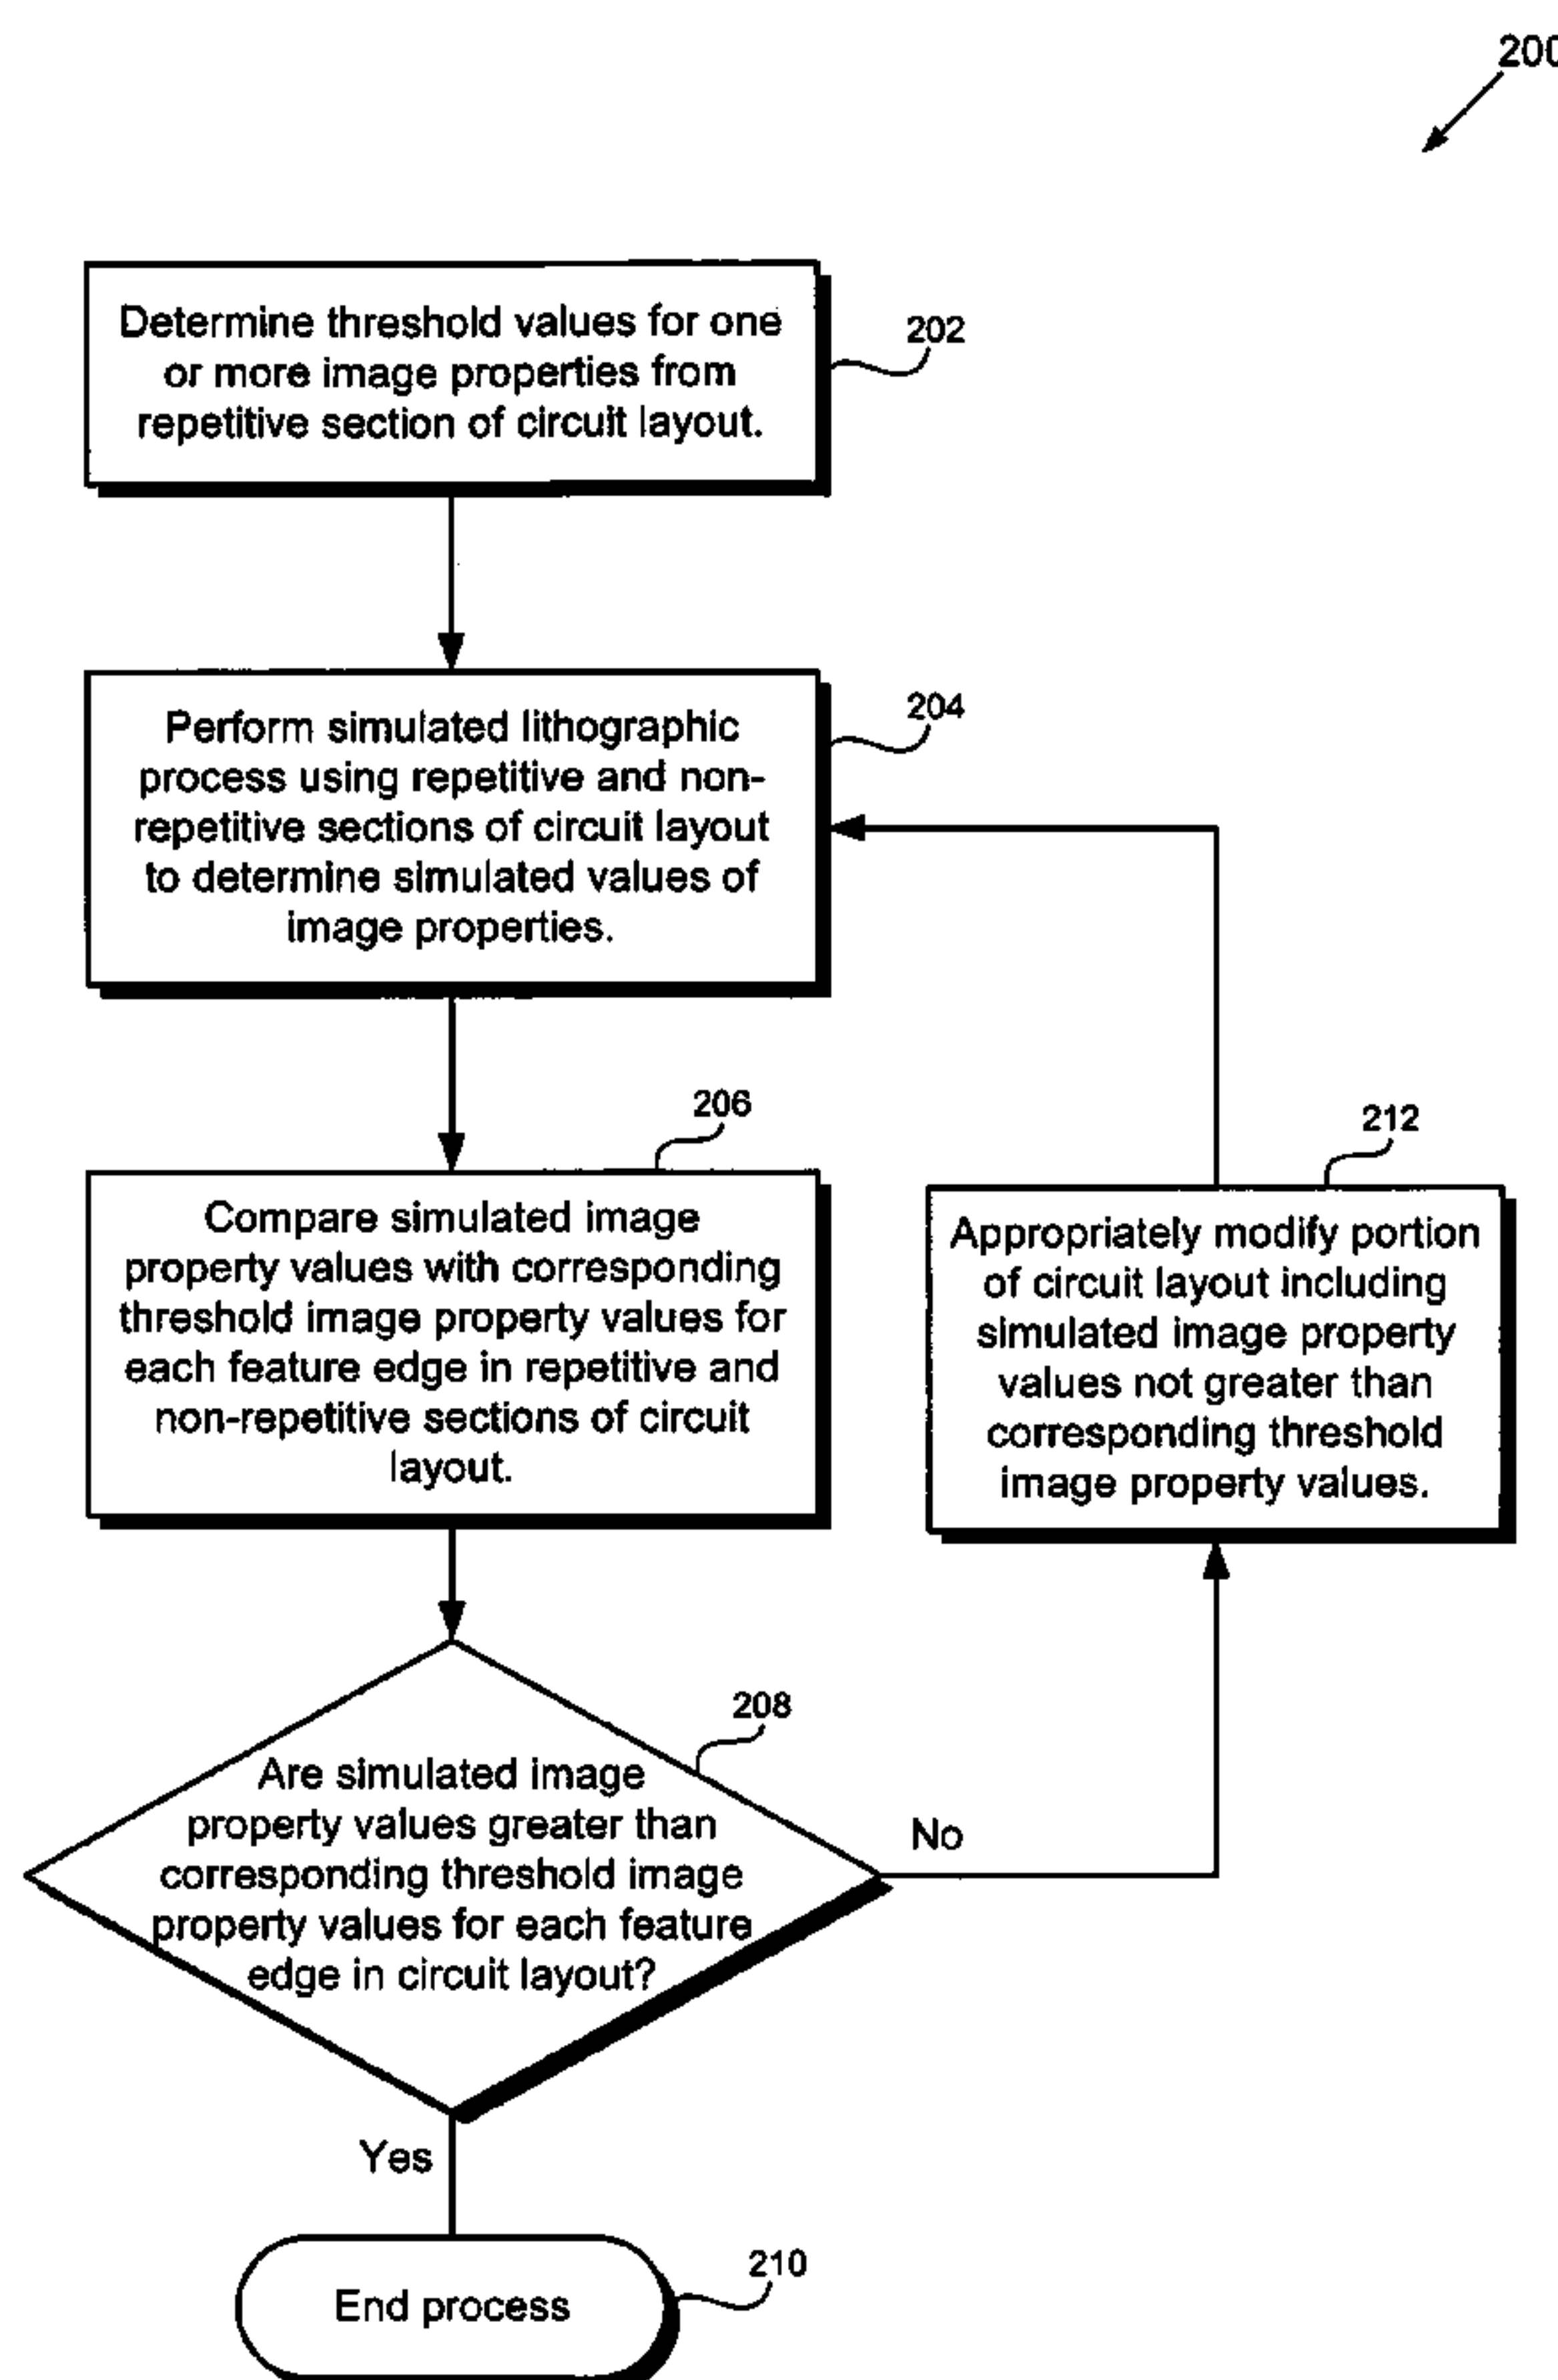 200
Determine threshold values for one
or more image properties from
repetitive section of circuit layout.
202
Perform simulated lithographic
process using repetitive and non-
repetitive sections of circuit layout
to determine simulated values of
image properties.
204
206
Compare simulated image
property values with corresponding
threshold image property values for
each feature edge in repetitive and
non-repetitive sections of circuit
layout.
212
Appropriately modify portion
of circuit layout including
simulated image property
values not greater than
corresponding threshold
image property values.
208
Are simulated image
property values greater than
corresponding threshold image
property values for each feature
edge in circuit layout?
No
Yes
End process
210